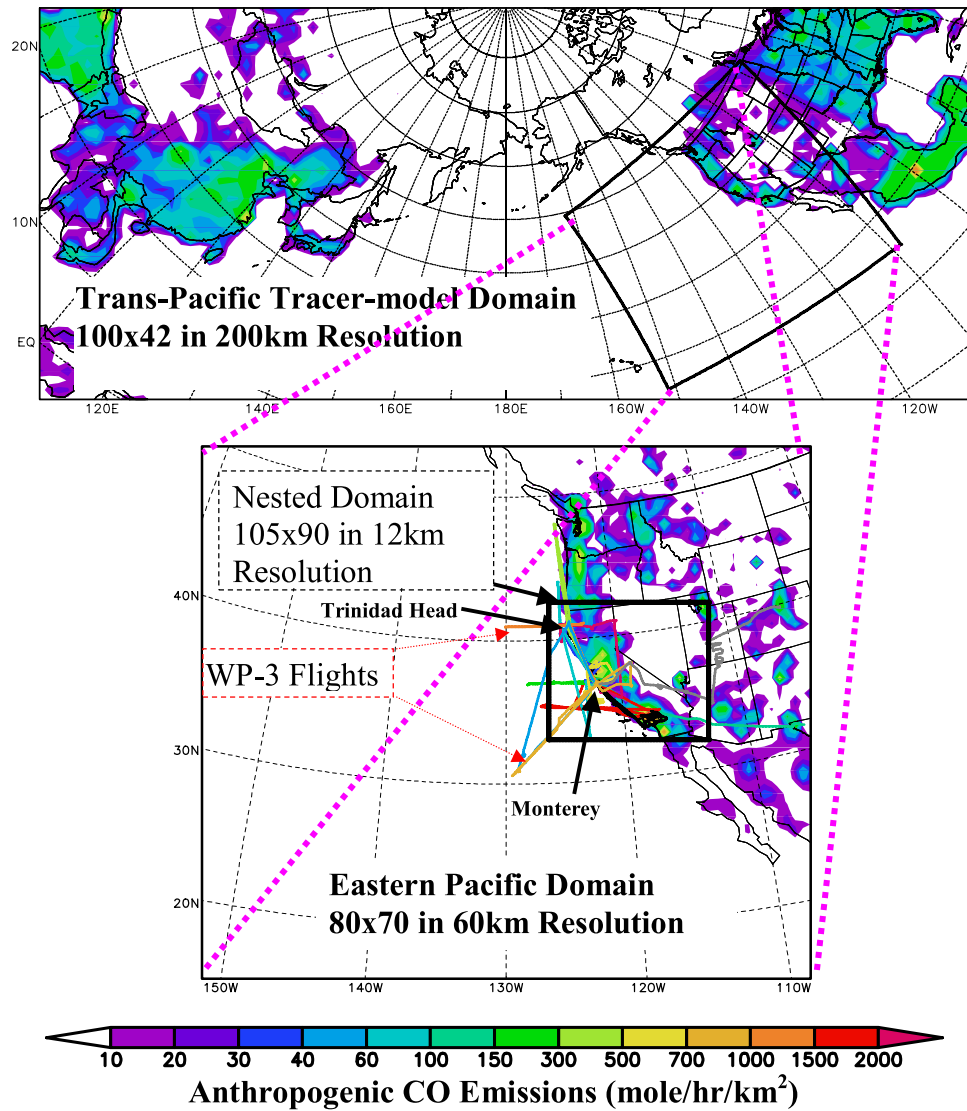 20N
10N
EQ
Trans-Pacific Tracer-model Domain
100x42 in 200km Resolution
120E
140E
160E
180E
160W
140W
120W
Nested Domain
105x90 in 12km
Resolution
40N
Trinidad Head
WP-3 Flights
30N
Monterey
Eastern Pacific Domain
80x70 in 60km Resolution
20N
150W
140W
130W
120W
110W
10 20 30 40 60 100 150 300 500 700 1000 1500 2000
Anthropogenic CO Emissions (mole/hr/km²)